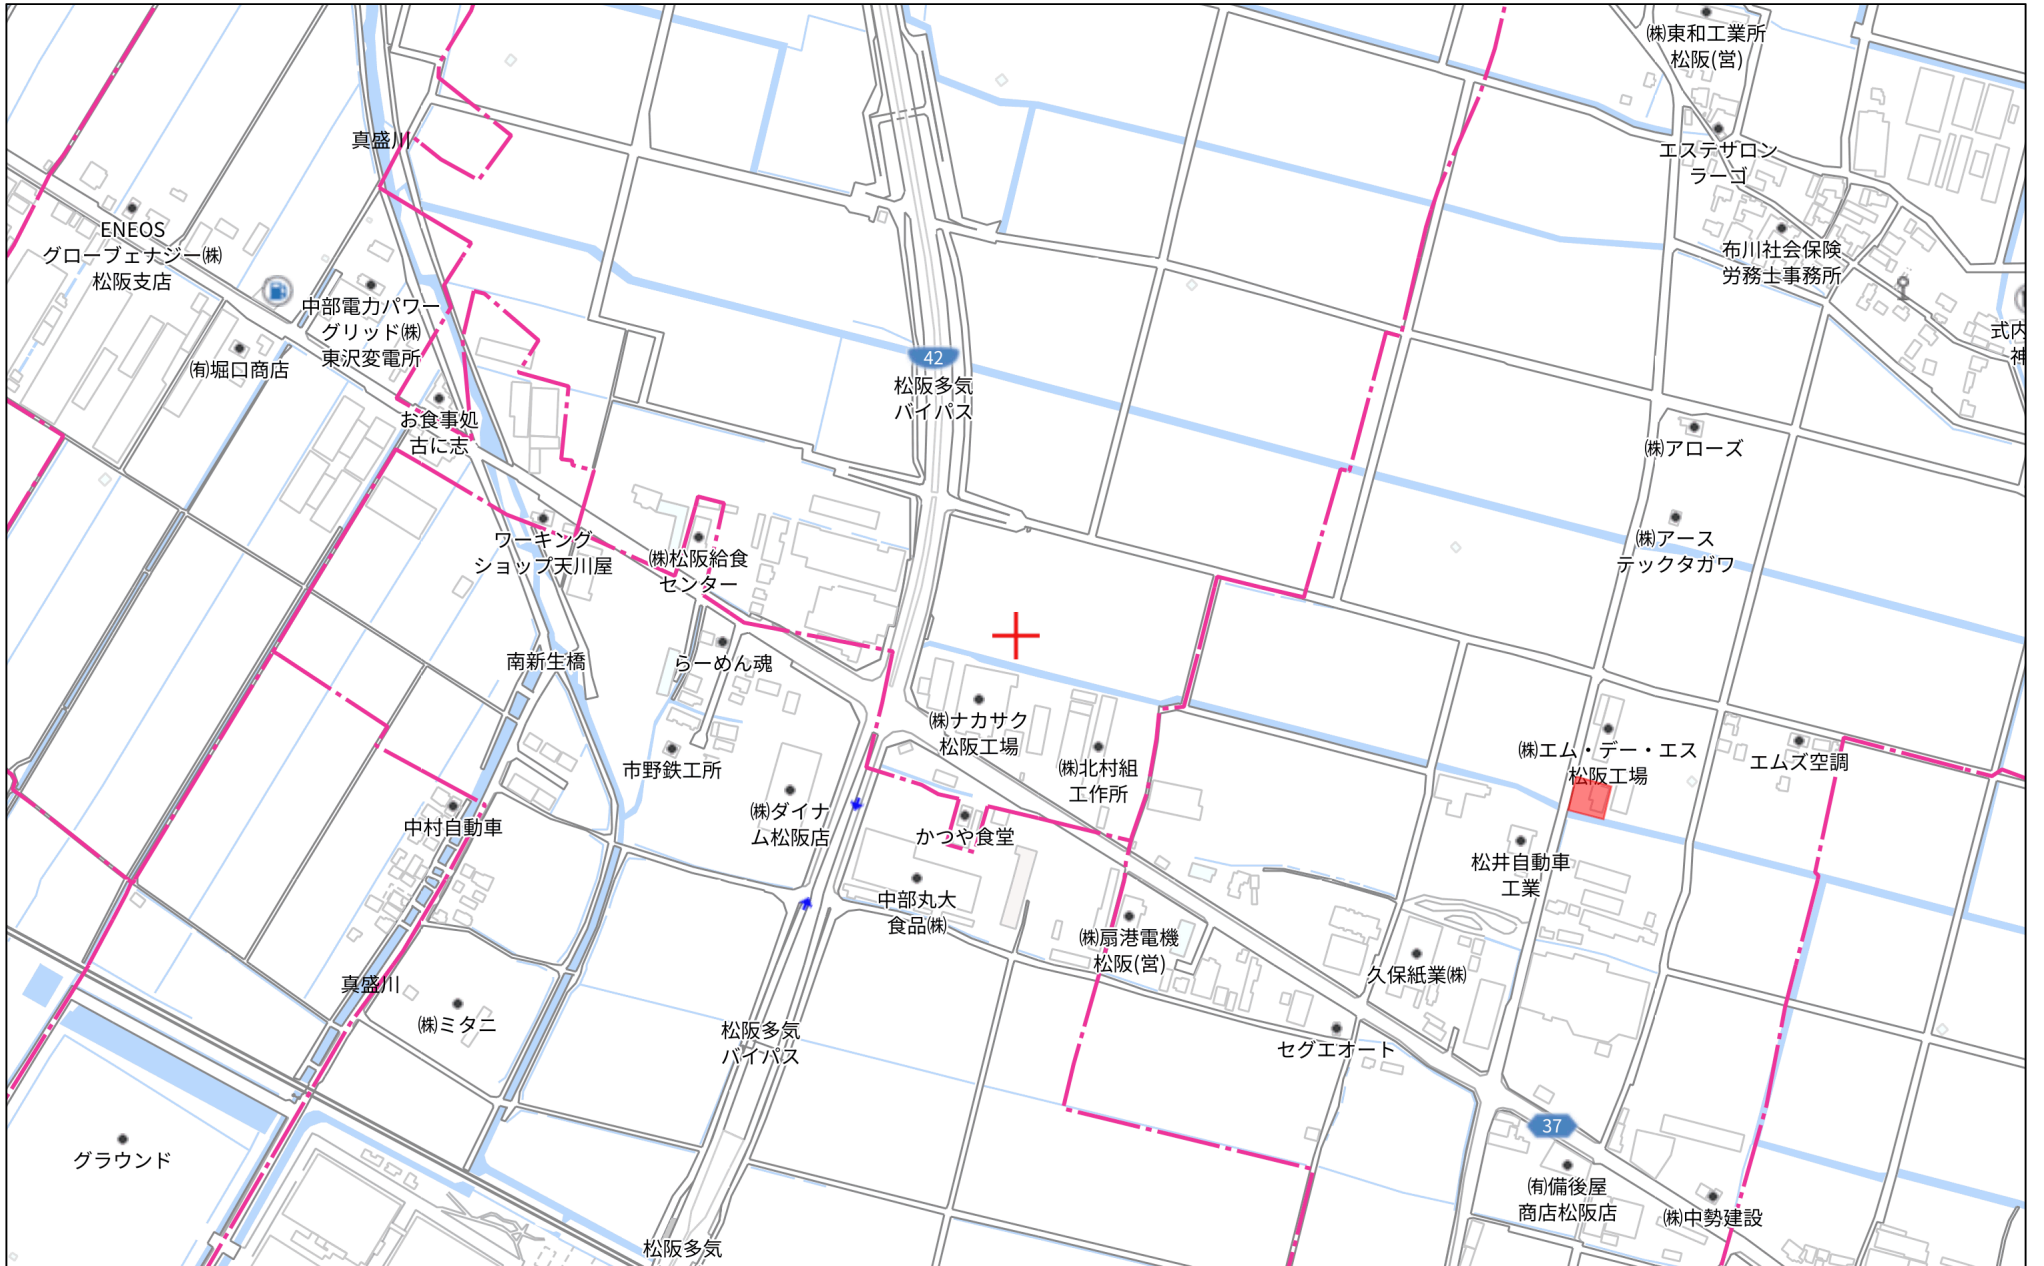 ㈱東和工業所
松阪(営)
真盛川
エステサロン
ラーゴ
ENEOS
グローブエナジー㈱
松阪支店
布川社会保険
労務士事務所
中部電力パワー
グリッド㈱
東沢変電所
㈲堀口商店
式内
神
42
松阪多気
バイパス
お食事処
古に志
㈱アローズ
ワーキング
ショップ天川屋
㈱松阪給食
センター
㈱アース
テックタガワ
南新生橋
らーめん魂
㈱ナカサク
松阪工場
㈱エム・デー・エス
松阪工場
エムズ空調
市野鉄工所
㈱北村組
工作所
㈱ダイナ
ム松阪店
中村自動車
かつや食堂
松井自動車
工業
中部丸大
食品㈱
㈱扇港電機
松阪(営)
久保紙業㈱
真盛川
㈱ミタニ
松阪多気
バイパス
セグエオート
37
グラウンド
㈲備後屋
商店松阪店
㈱中勢建設
松阪多気